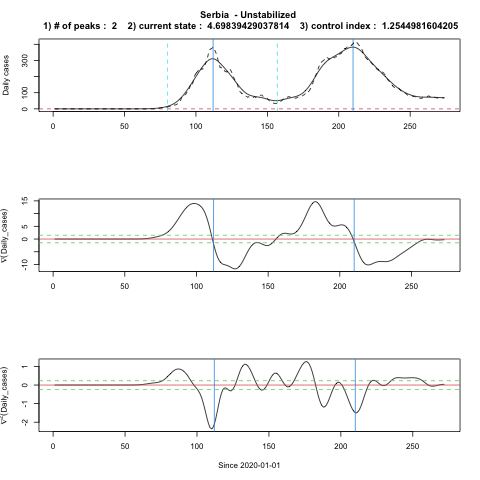 Serbia - Unstabilized
1) # of peaks : 2 2) current state : 4.69839429037814 3) control index : 1.2544981604205
Daily cases
0 100 300
0 50 100 150 200 250
∇(Daily_cases)
-10 0 5 15
0 50 100 150 200 250
∇²(Daily_cases)
-2 -1 0 1
0 50 100 150 200 250
Since 2020-01-01